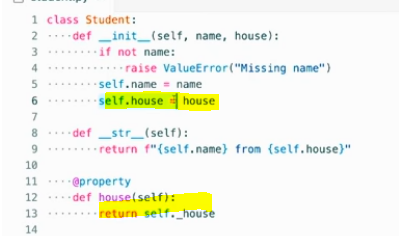 1 class Student:
2 ····def __init__(self, name, house):
3 ········if not name:
4 ············raise ValueError("Missing name")
5 ········self.name = name
6 ········self.house = house
7
8 ····def __str__(self):
9 ········return f"{self.name} from {self.house}"
10
11 ····@property
12 ····def house(self):
13 ········return self._house
14